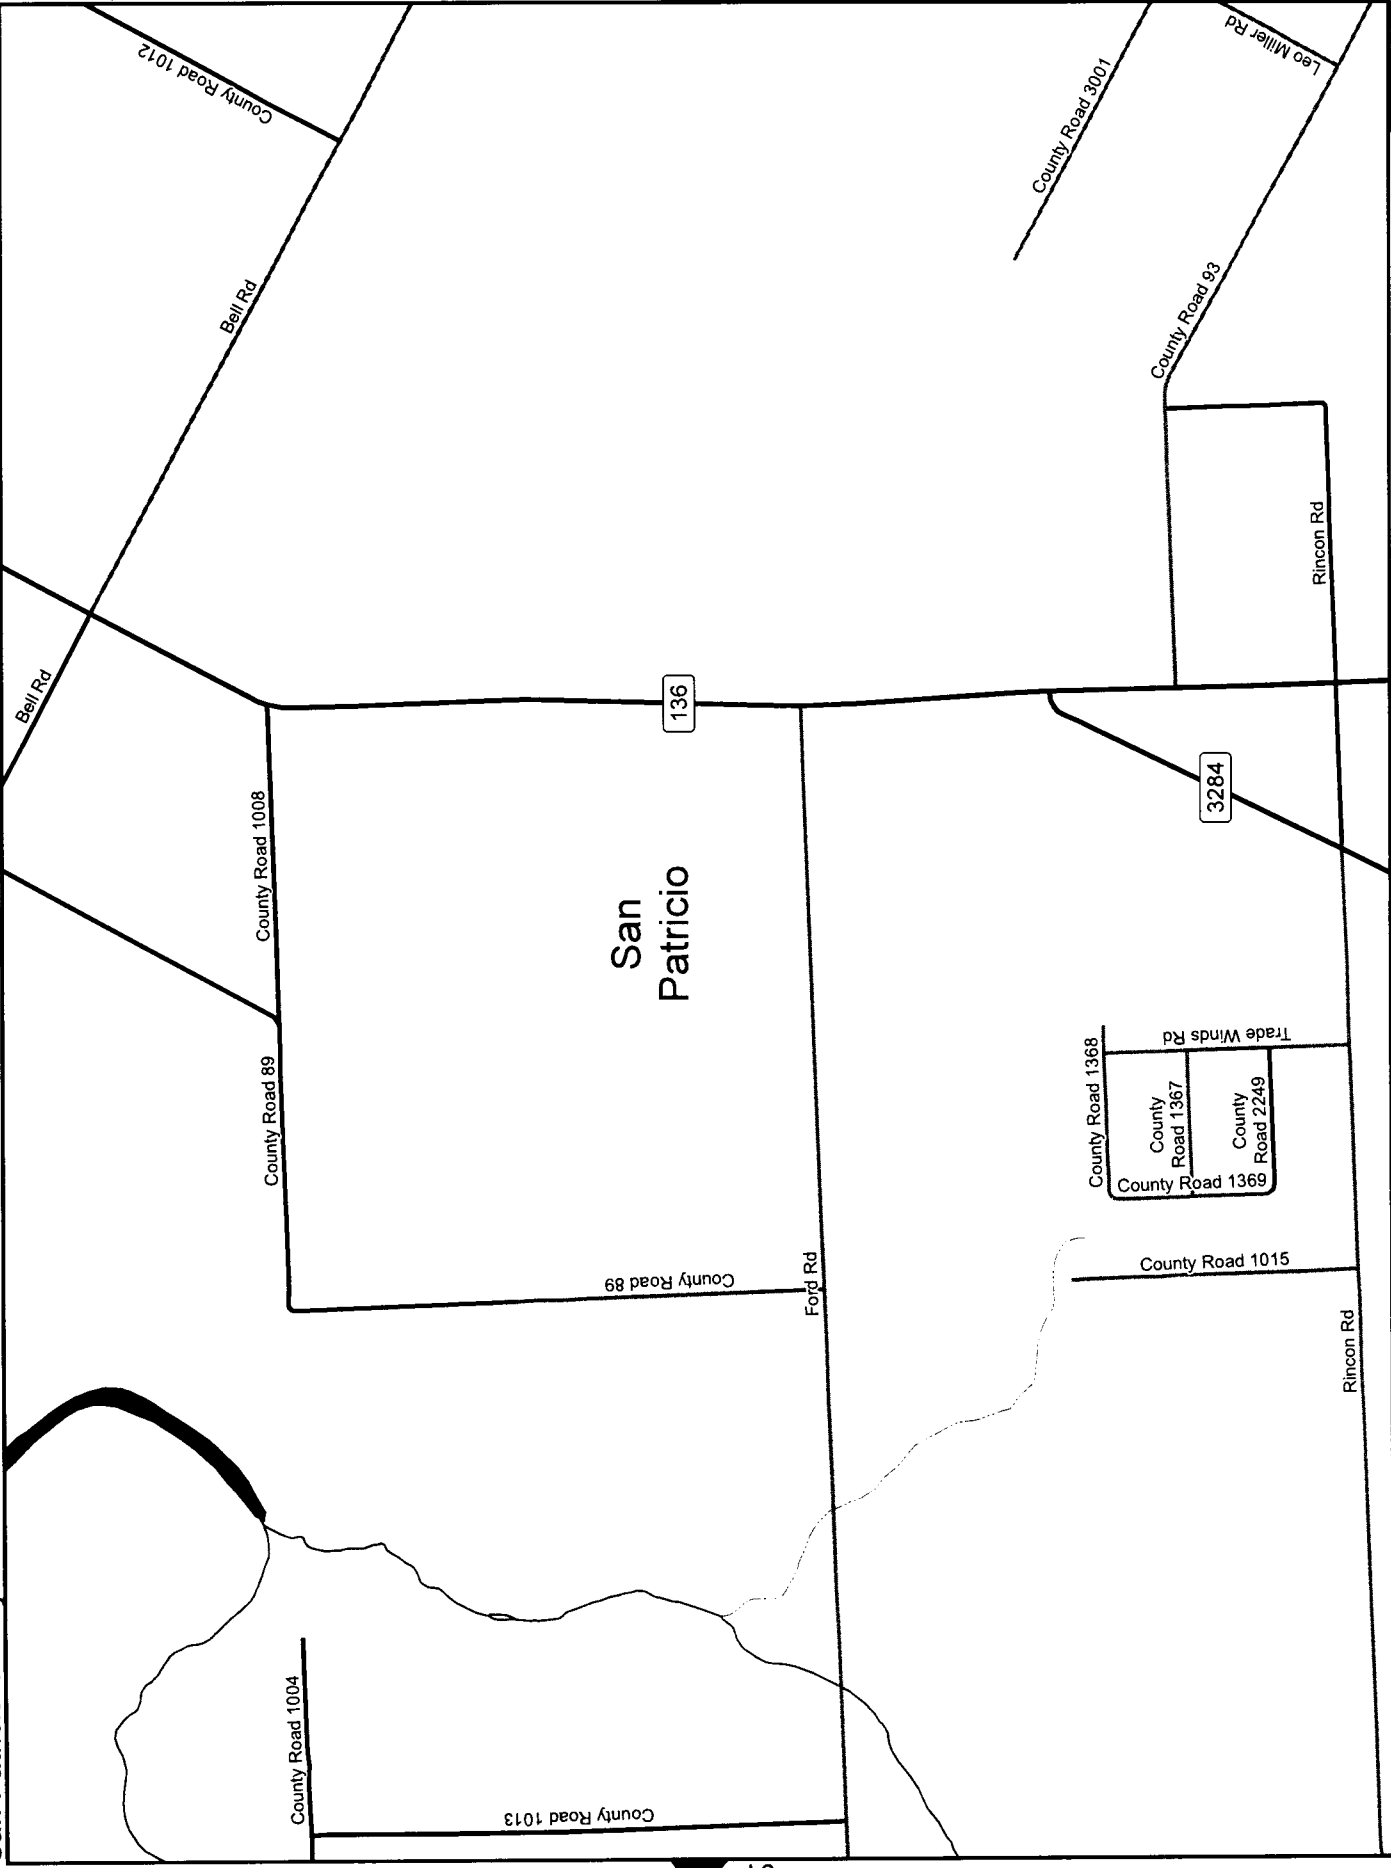 County Road 1012
Bell Rd
Bell Rd
County Road 3001
Leo Miller Rd
County Road 93
Rincon Rd
136
3284
County Road 1008
County Road 89
San
Patricio
County Road 89
Ford Rd
County Road 1368
Trade Winds Rd
County
Road 1367
County
Road 2249
County Road 1369
County Road 1015
Rincon Rd
County Road 1004
County Road 1013